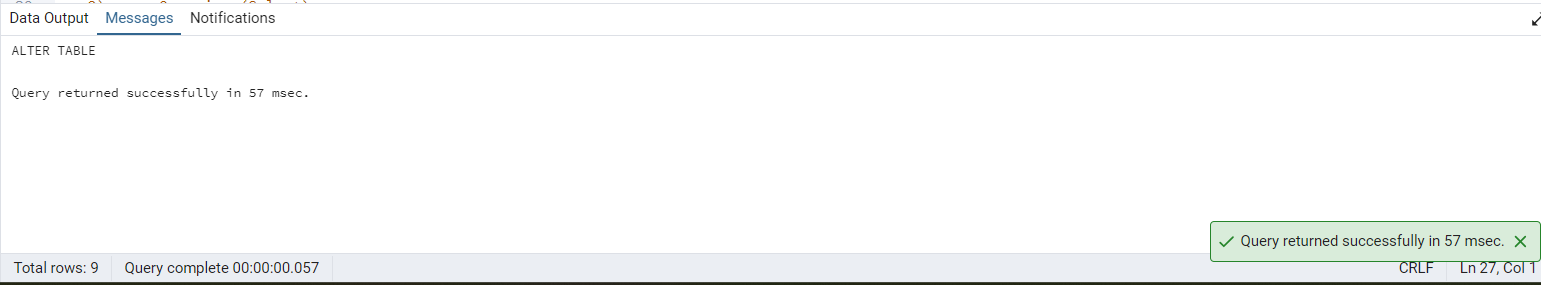 Data Output Messages Notifications
ALTER TABLE
Query returned successfully in 57 msec.
Query returned successfully in 57 msec.
Total rows: 9 Query complete 00:00:00.057 CRLF Ln 27, Col 1